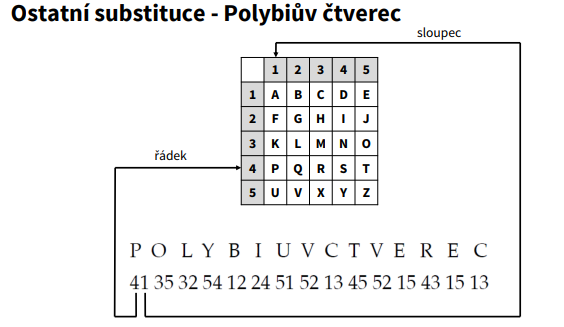 Ostatní substituce - Polybiův čtverec
sloupec
1 2 3 4 5
1 A B C D E
2 F G H I J
řádek
3 K L M N O
4 P Q R S T
5 U V X Y Z
P O L Y B I U V C T V E R E C
41 35 32 54 12 24 51 52 13 45 52 15 43 15 13